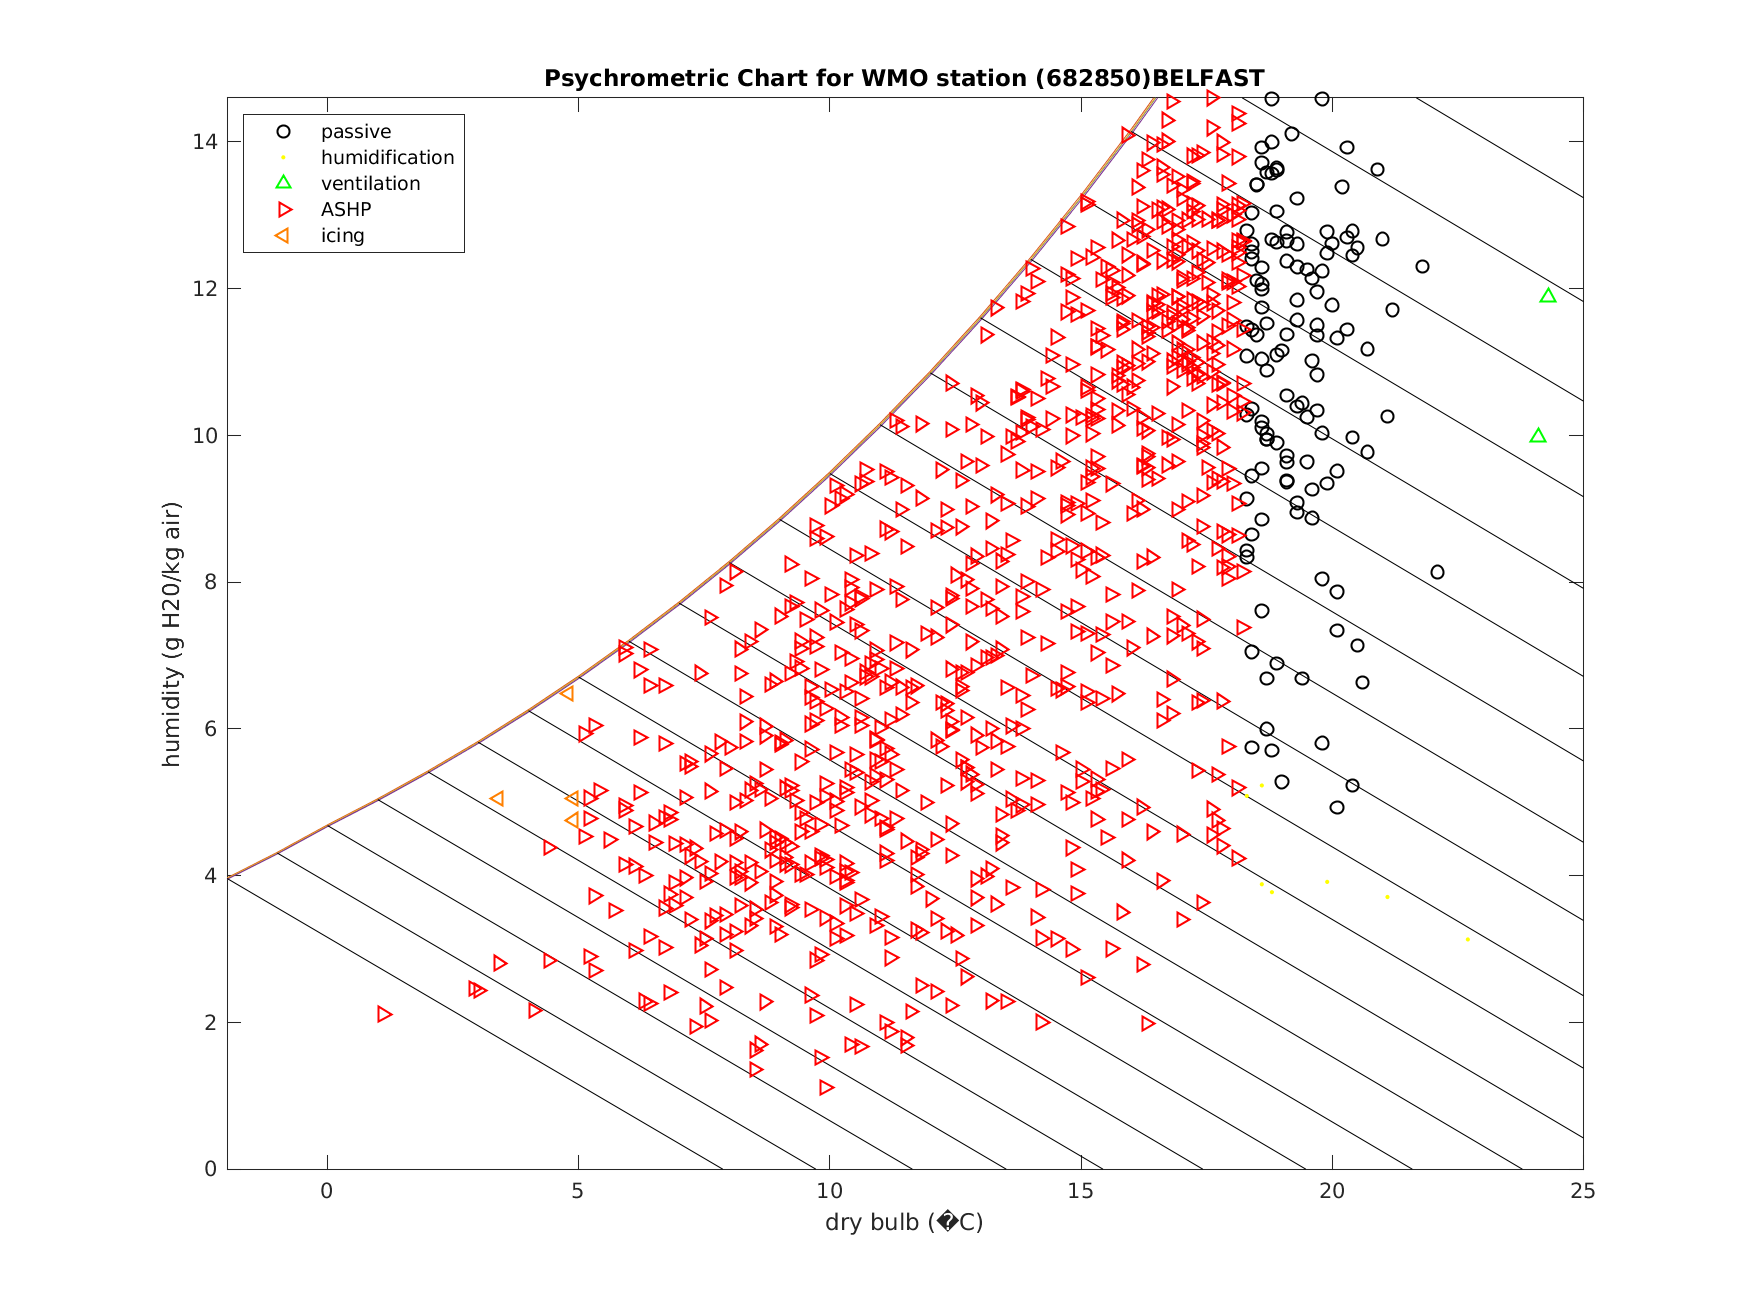 Psychrometric Chart for WMO station (682850)BELFAST
passive
humidification
ventilation
ASHP
icing
humidity (g H20/kg air)
14
12
10
8
6
4
2
0
0 5 10 15 20 25
dry bulb (�C)